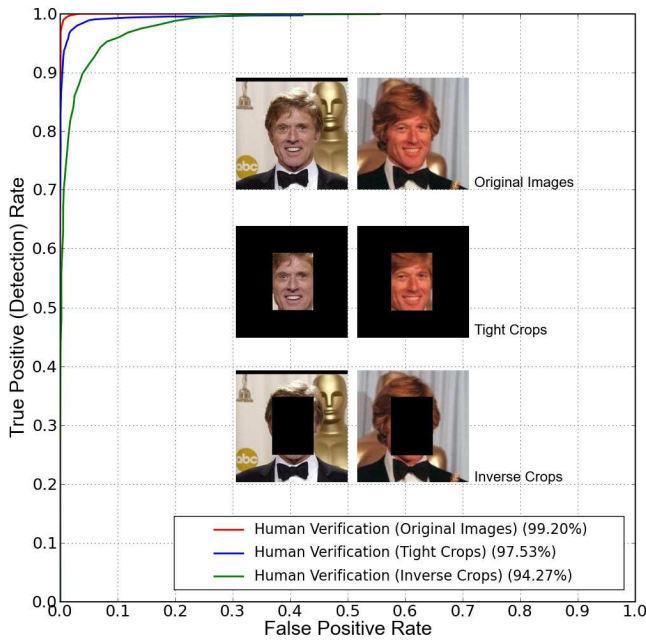 1.0
0.9
0.8
0.7
0.6
0.5
0.4
0.3
0.2
0.1
0.0
True Positive (Detection) Rate
abc
Original Images
Tight Crops
abc
Inverse Crops
Human Verification (Original Images) (99.20%)
Human Verification (Tight Crops) (97.53%)
Human Verification (Inverse Crops) (94.27%)
0.0 0.1 0.2 0.3 0.4 0.5 0.6 0.7 0.8 0.9 1.0
False Positive Rate